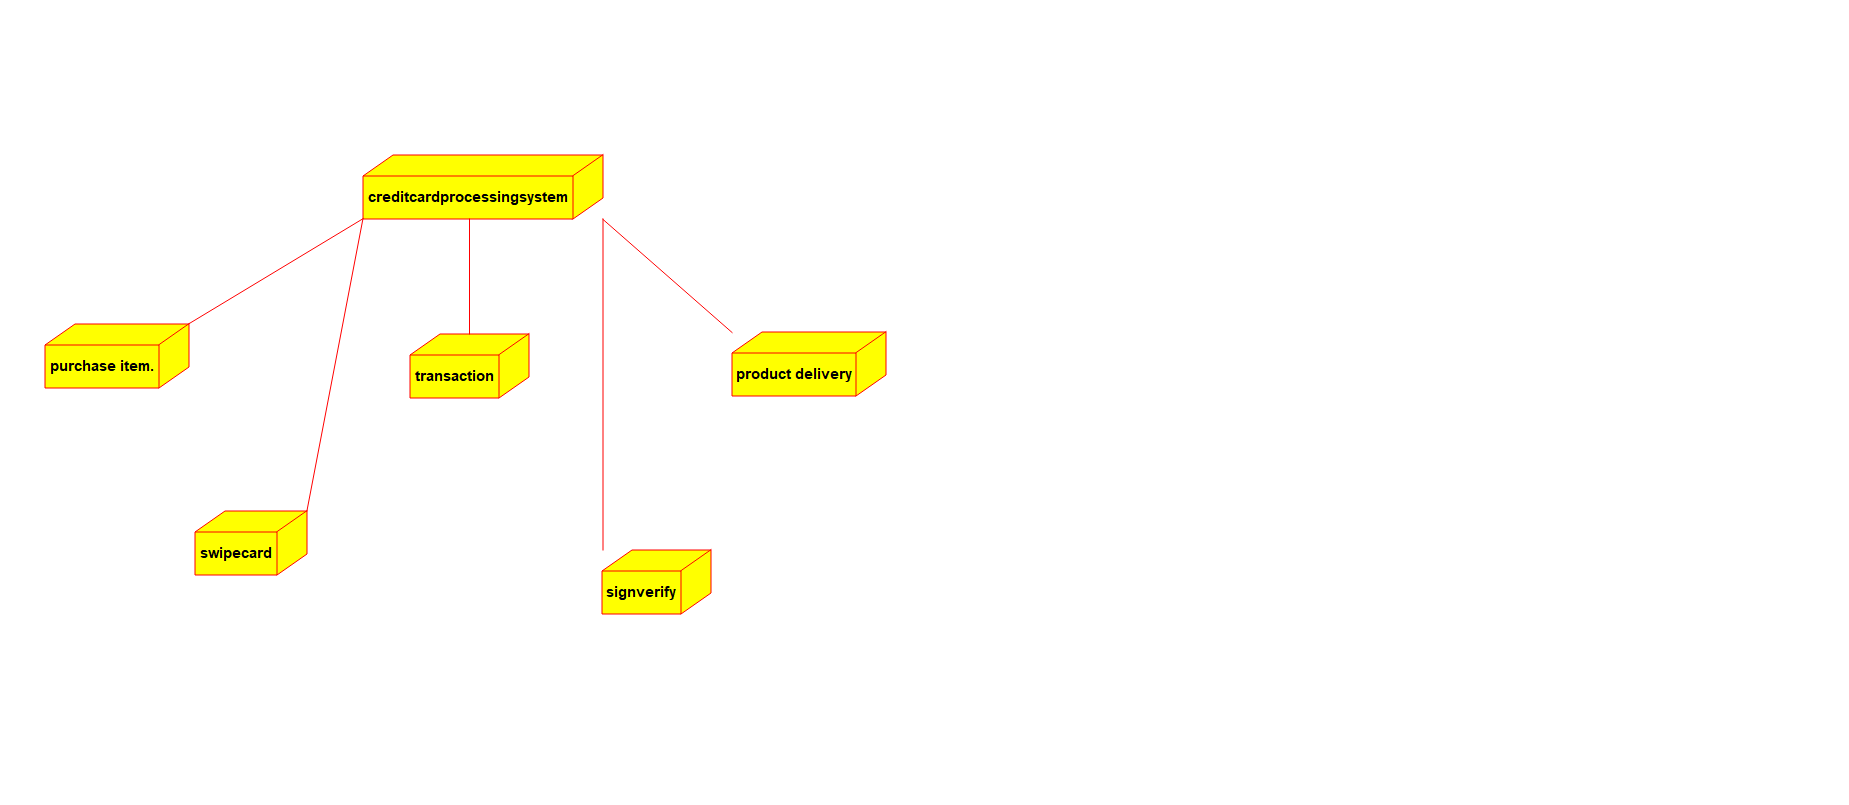 creditcardprocessingsystem
purchase item.
transaction
product delivery
swipecard
signverify